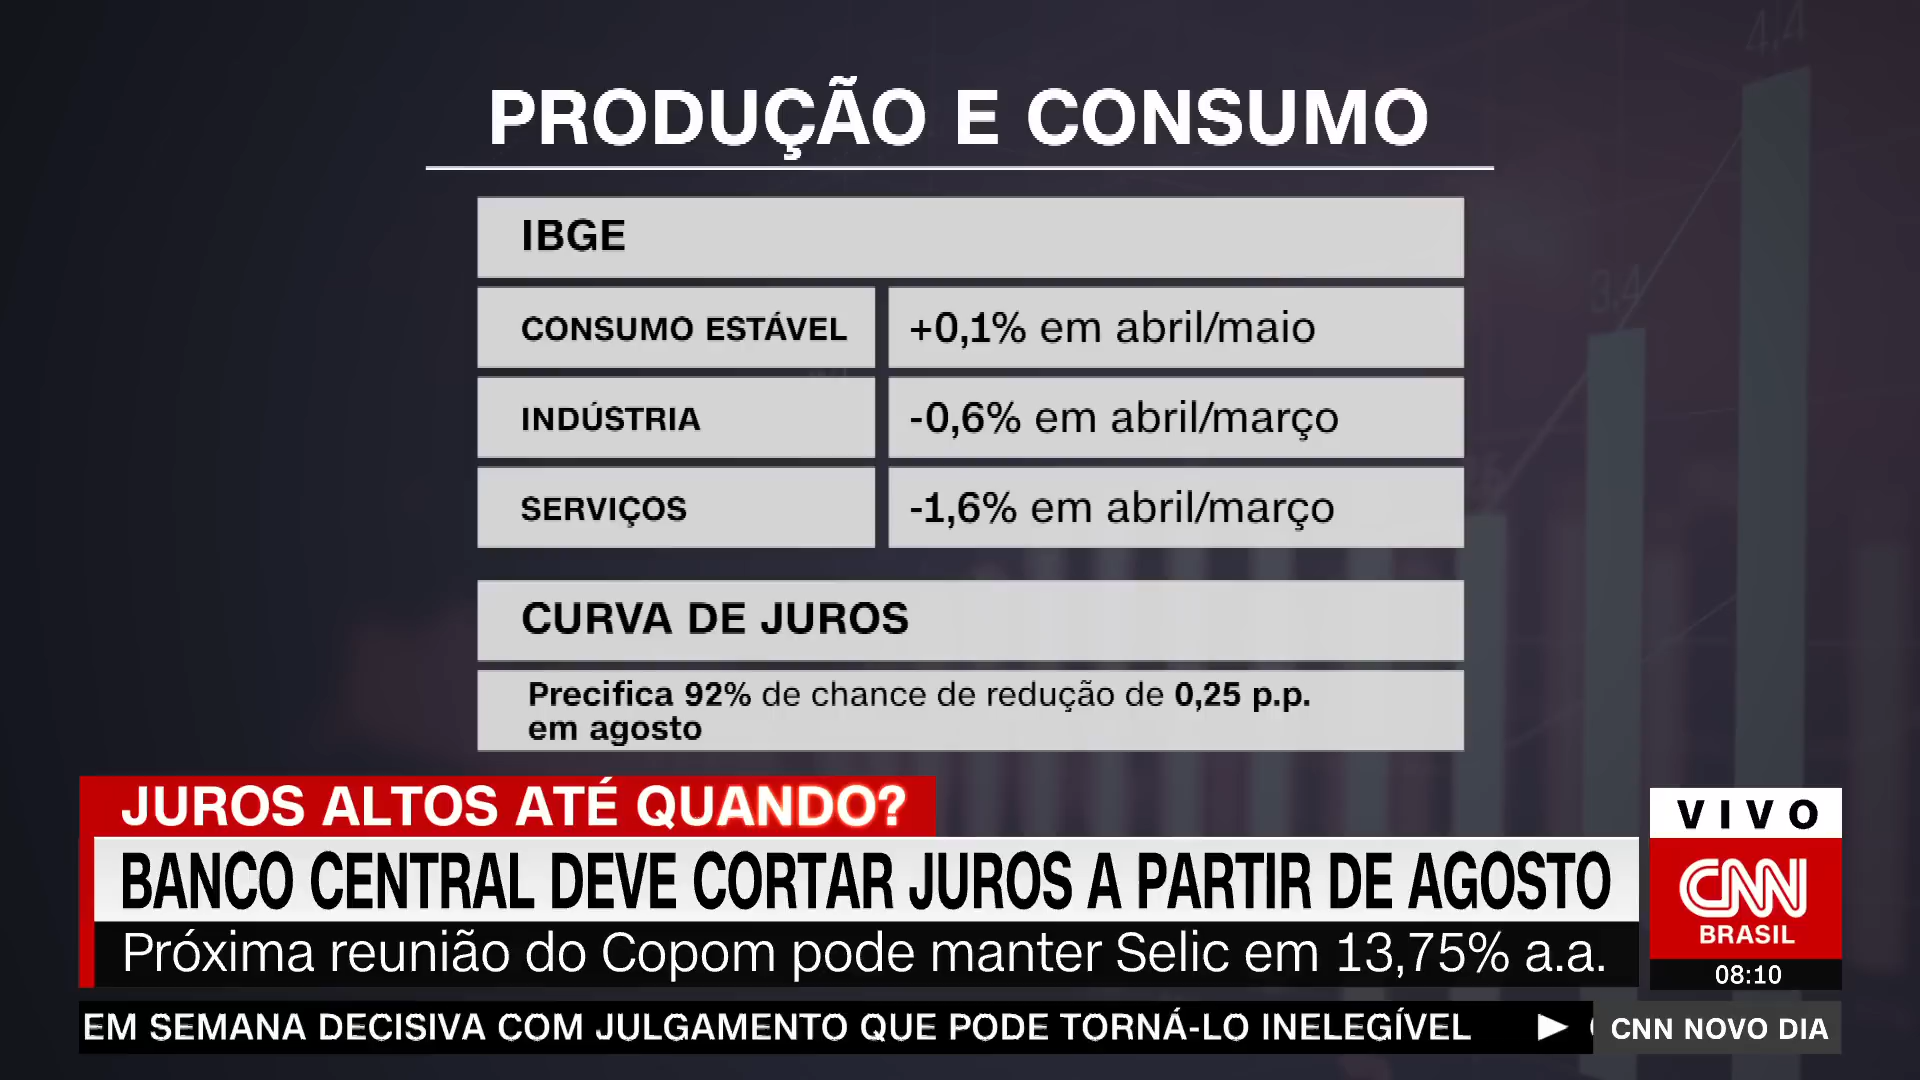 PRODUÇÃO E CONSUMO
IBGE
CONSUMO ESTÁVEL
+0,1% em abril/maio
INDÚSTRIA
-0,6% em abril/março
SERVIÇOS
-1,6% em abril/março
CURVA DE JUROS
Precifica 92% de chance de redução de 0,25 p.p.
em agosto
JUROS ALTOS ATÉ QUANDO?
BANCO CENTRAL DEVE CORTAR JUROS A PARTIR DE AGOSTO
Próxima reunião do Copom pode manter Selic em 13,75% a.a.
VIVO
CNN
BRASIL
08:10
EM SEMANA DECISIVA COM JULGAMENTO QUE PODE TORNÁ-LO INELEGÍVEL
CNN NOVO DIA
4,4
3,4